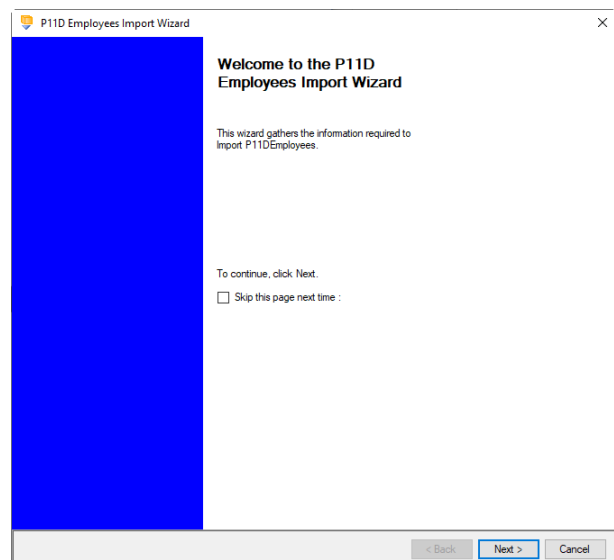 P11D Employees Import Wizard
Welcome to the P11D
Employees Import Wizard
This wizard gathers the information required to
Import P11DEmployees.
To continue, click Next.
Skip this page next time :
< Back Next > Cancel